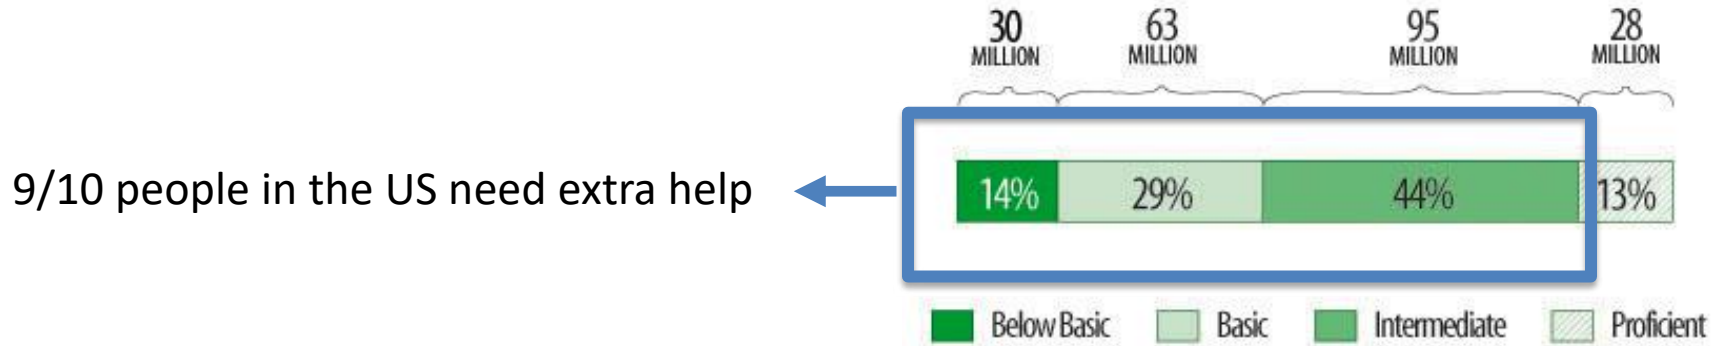 30 63 95 28
MILLION MILLION MILLION MILLION
9/10 people in the US need extra help
14% 29% 44% 13%
Below Basic Basic Intermediate Proficient